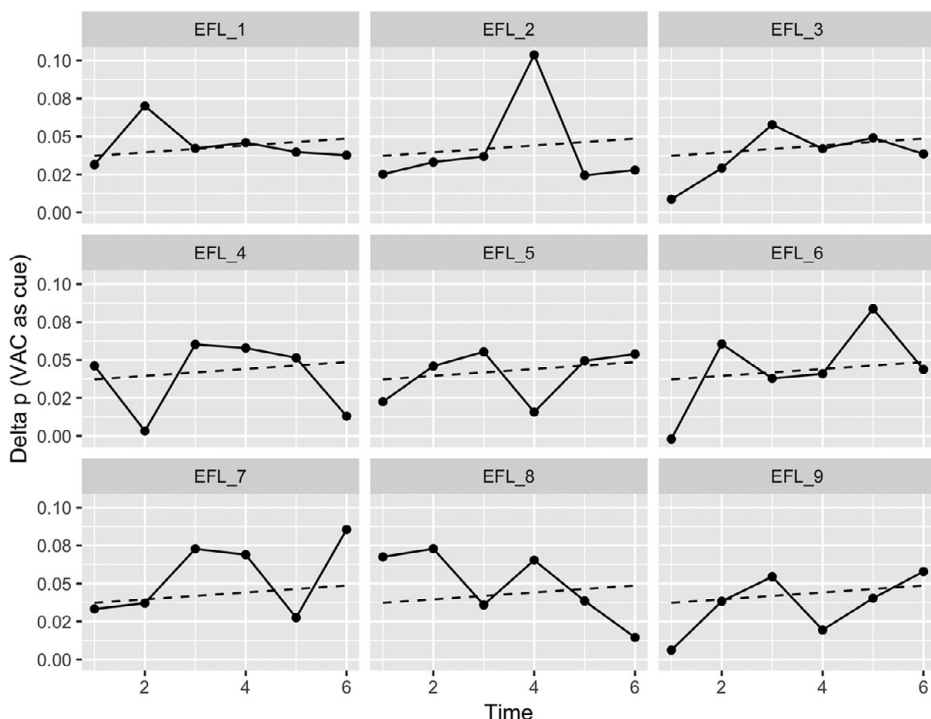 EFL_1 EFL_2 EFL_3
0.10
0.08
0.05
0.02
0.00
EFL_4 EFL_5 EFL_6
0.10
0.08
0.05
0.02
0.00
EFL_7 EFL_8 EFL_9
0.10
0.08
0.05
0.02
0.00
2 4 6 2 4 6 2 4 6
Time
Delta p (VAC as cue)